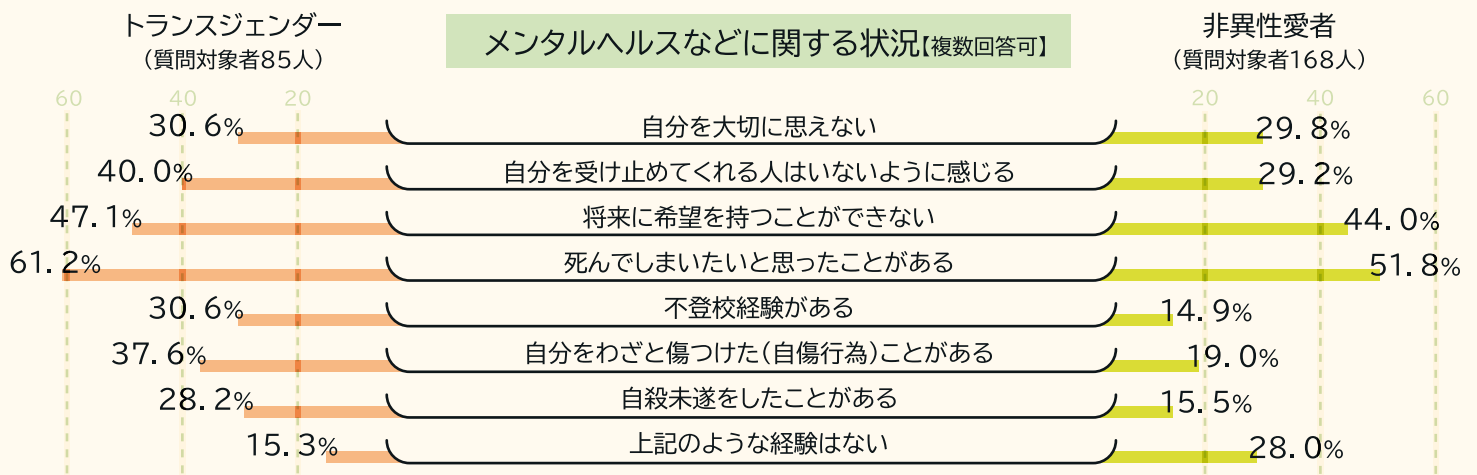 トランスジェンダー
（質問対象者85人）
メンタルヘルスなどに関する状況【複数回答可】
非異性愛者
（質問対象者168人）
60 40 20 20 40 60
30.6% 自分を大切に思えない 29.8%
40.0% 自分を受け止めてくれる人はいないように感じる 29.2%
47.1% 将来に希望を持つことができない 44.0%
61.2% 死んでしまいたいと思ったことがある 51.8%
30.6% 不登校経験がある 14.9%
37.6% 自分をわざと傷つけた（自傷行為）ことがある 19.0%
28.2% 自殺未遂をしたことがある 15.5%
15.3% 上記のような経験はない 28.0%